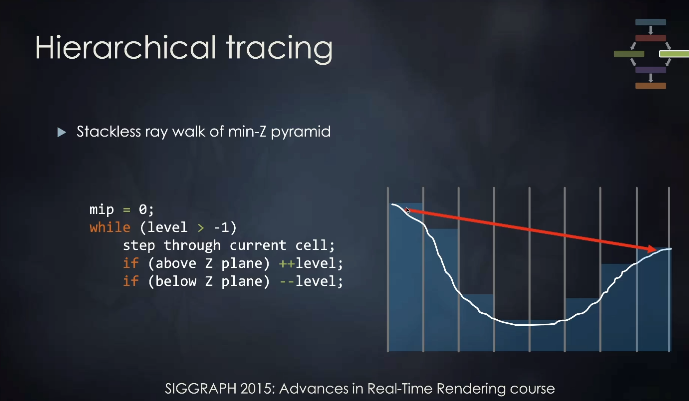 Hierarchical tracing
Stackless ray walk of min-Z pyramid
mip = 0;
while (level > -1)
step through current cell;
if (above Z plane) ++level;
if (below Z plane) --level;
SIGGRAPH 2015: Advances in Real-Time Rendering course